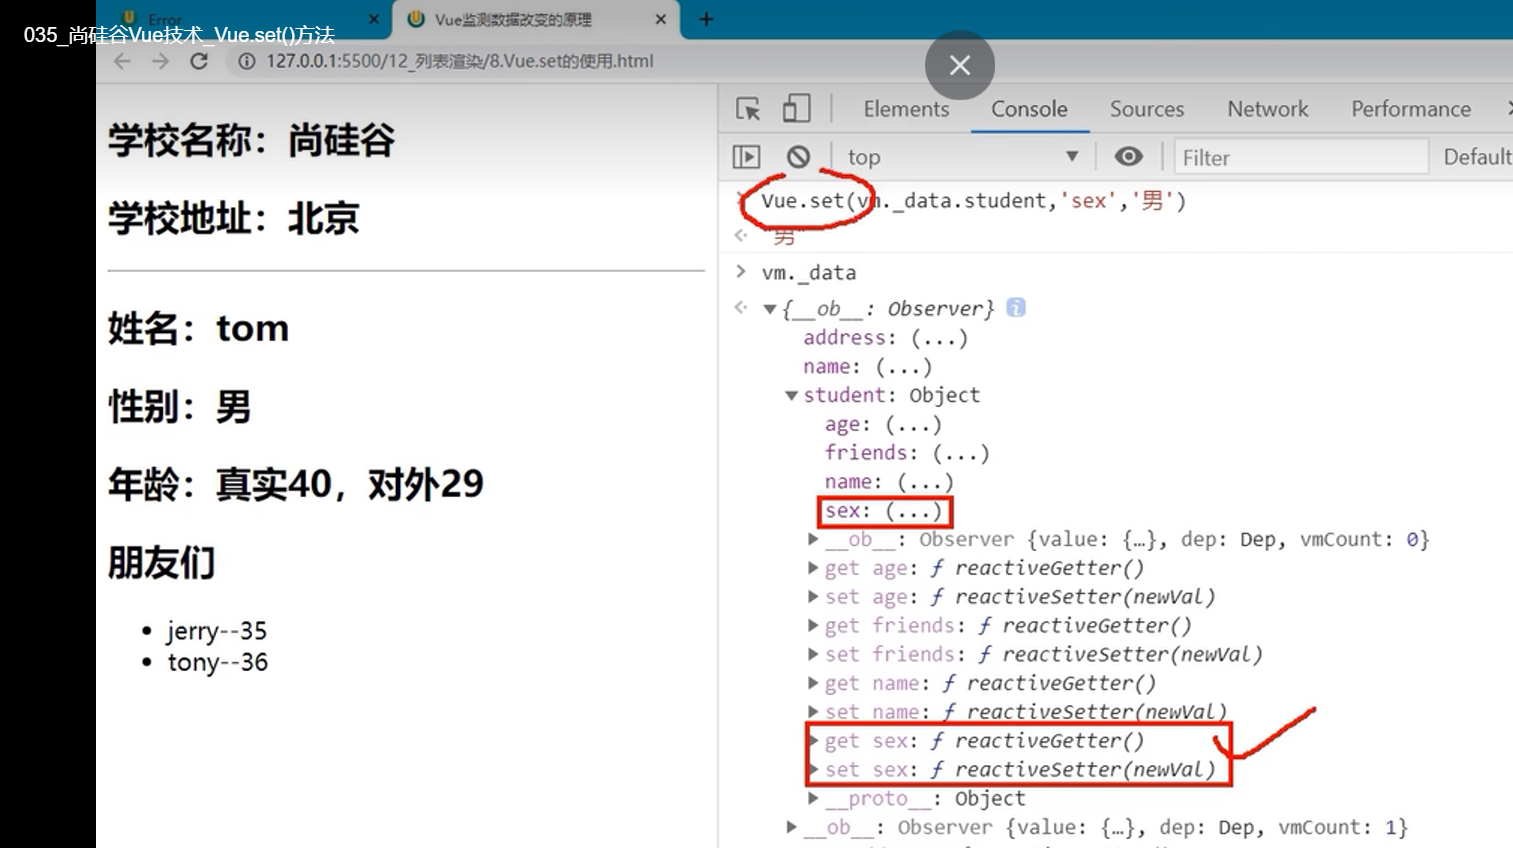 Error
Vue监测数据改变的原理
035_尚硅谷Vue技术_Vue.set()方法
127.0.0.1:5500/12_列表渲染/8.Vue.set的使用.html
学校名称：尚硅谷
学校地址：北京
姓名：tom
性别：男
年龄：真实40，对外29
朋友们
jerry--35
tony--36
Elements Console Sources Network Performance
top Filter Default
Vue.set(vm._data.student,'sex','男')
"男"
vm._data
{__ob__: Observer}
address: (...)
name: (...)
student: Object
age: (...)
friends: (...)
name: (...)
sex: (...)
__ob__: Observer {value: {…}, dep: Dep, vmCount: 0}
get age: ƒ reactiveGetter()
set age: ƒ reactiveSetter(newVal)
get friends: ƒ reactiveGetter()
set friends: ƒ reactiveSetter(newVal)
get name: ƒ reactiveGetter()
set name: ƒ reactiveSetter(newVal)
get sex: ƒ reactiveGetter()
set sex: ƒ reactiveSetter(newVal)
__proto__: Object
__ob__: Observer {value: {…}, dep: Dep, vmCount: 1}